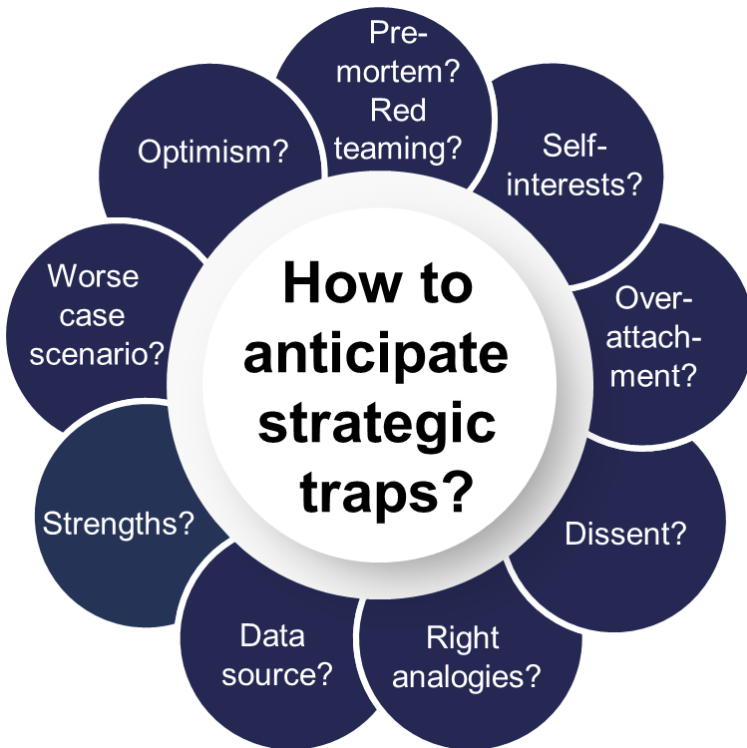 How to
anticipate
strategic
traps?
Pre-
mortem?
Red
teaming?
Self-
interests?
Over-
attach-
ment?
Dissent?
Right
analogies?
Data
source?
Strengths?
Worse
case
scenario?
Optimism?